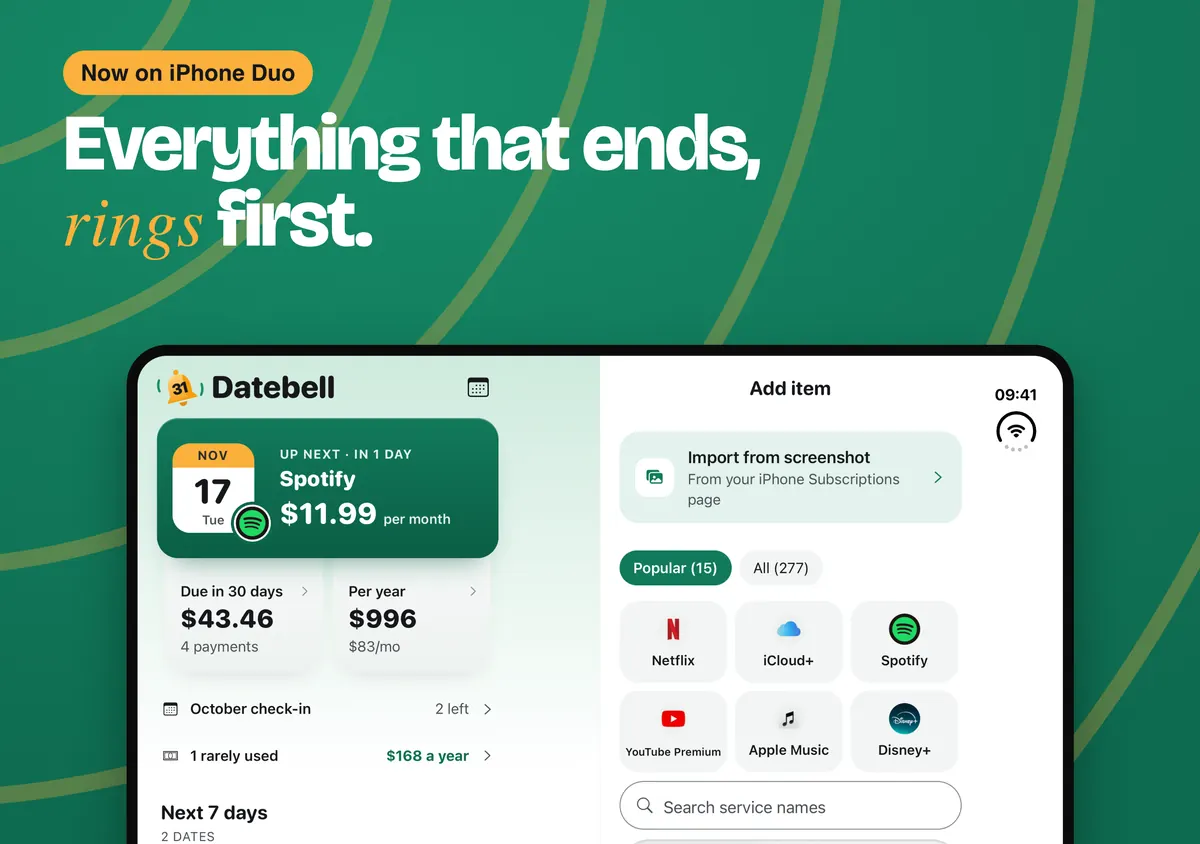 Now on iPhone Duo
Everything that ends,
rings first.
31
Datebell
NOV
17
Tue
UP NEXT · IN 1 DAY
Spotify
$11.99 per month
Due in 30 days
$43.46
4 payments
Per year
$996
$83/mo
October check-in
2 left
1 rarely used
$168 a year
Next 7 days
2 DATES
Add item
09:41
Import from screenshot
From your iPhone Subscriptions
page
Popular (15)
All (277)
N
Netflix
iCloud+
Spotify
YouTube Premium
Apple Music
Disney+
Disney+
Search service names